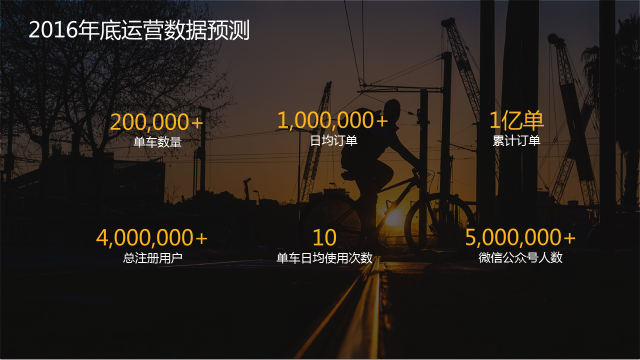 2016年底运营数据预测
200,000+
单车数量
1,000,000+
日均订单
1亿单
累计订单
4,000,000+
总注册用户
10
单车日均使用次数
5,000,000+
微信公众号人数